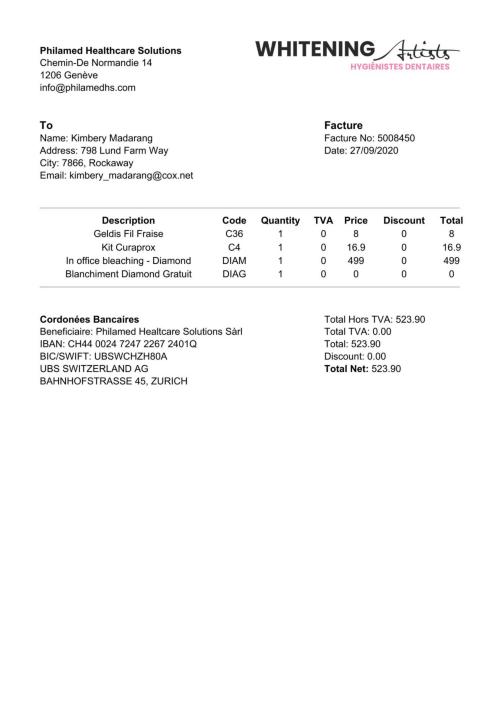 WHITENING Artists
HYGIÉNISTES DENTAIRES
Philamed Healthcare Solutions
Chemin-De Normandie 14
1206 Genève
info@philamedhs.com
To
Name: Kimbery Madarang
Address: 798 Lund Farm Way
City: 7866, Rockaway
Email: kimbery_madarang@cox.net
Facture
Facture No: 5008450
Date: 27/09/2020
Description Code Quantity TVA Price Discount Total
Geldis Fil Fraise C36 1 0 8 0 8
Kit Curaprox C4 1 0 16.9 0 16.9
In office bleaching - Diamond DIAM 1 0 499 0 499
Blanchiment Diamond Gratuit DIAG 1 0 0 0 0
Cordonées Bancaires
Beneficiaire: Philamed Healtcare Solutions Sàrl
IBAN: CH44 0024 7247 2267 2401Q
BIC/SWIFT: UBSWCHZH80A
UBS SWITZERLAND AG
BAHNHOFSTRASSE 45, ZURICH
Total Hors TVA: 523.90
Total TVA: 0.00
Total: 523.90
Discount: 0.00
Total Net: 523.90